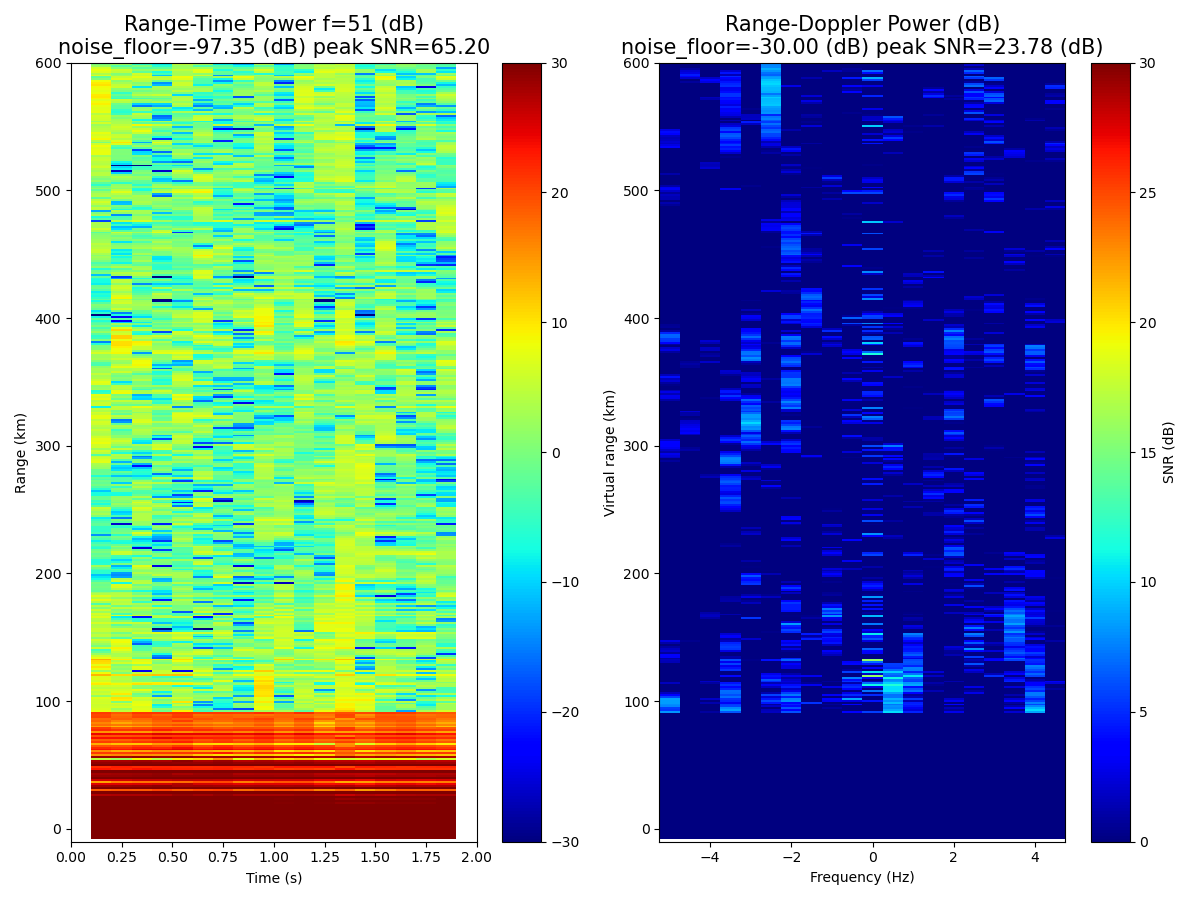 Range-Time Power f=51 (dB)
noise_floor=-97.35 (dB) peak SNR=65.20
Range (km)
600
500
400
300
200
100
0
0.00 0.25 0.50 0.75 1.00 1.25 1.50 1.75 2.00
Time (s)
30
20
10
0
−10
−20
−30
Range-Doppler Power (dB)
noise_floor=-30.00 (dB) peak SNR=23.78 (dB)
Virtual range (km)
600
500
400
300
200
100
0
−4 −2 0 2 4
Frequency (Hz)
30
25
20
15
10
5
0
SNR (dB)